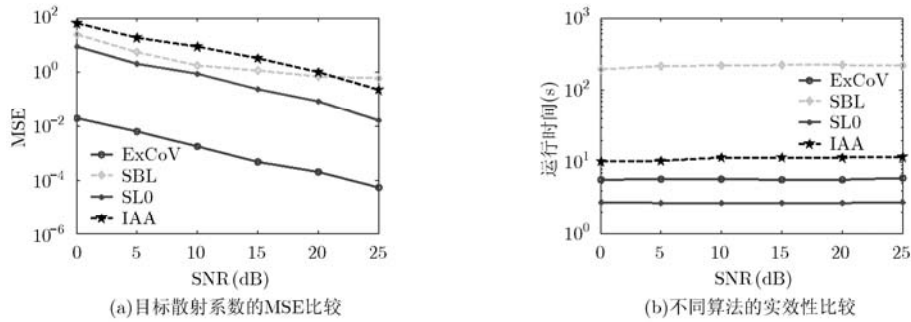 10^2
10^0
10^-2
10^-4
10^-6
MSE
ExCoV
SBL
SL0
IAA
0 5 10 15 20 25
SNR(dB)
(a)目标散射系数的MSE比较
10^3
10^2
10^1
10^0
运行时间(s)
ExCoV
SBL
SL0
IAA
0 5 10 15 20 25
SNR(dB)
(b)不同算法的实效性比较